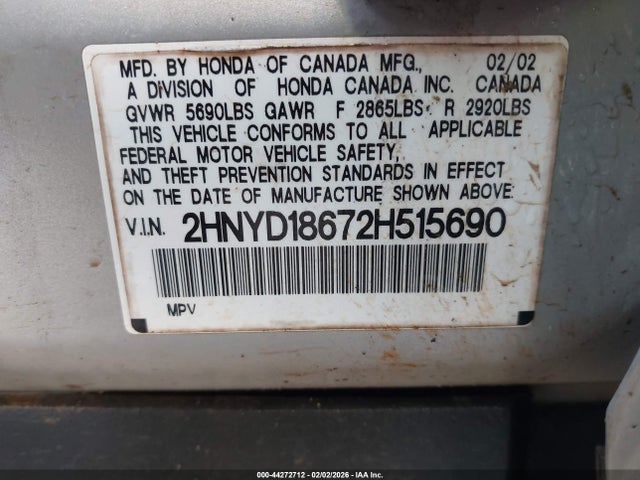 MFD. BY HONDA OF CANADA MFG., 02/02
A DIVISION OF HONDA CANADA INC. CANADA
GVWR 5690LBS GAWR F 2865LBS R 2920LBS
THIS VEHICLE CONFORMS TO ALL APPLICABLE
FEDERAL MOTOR VEHICLE SAFETY,
AND THEFT PREVENTION STANDARDS IN EFFECT
ON THE DATE OF MANUFACTURE SHOWN ABOVE.
V.I.N. 2HNYD18672H515690
MPV
000-44272712 - 02/02/2026 - IAA Inc.